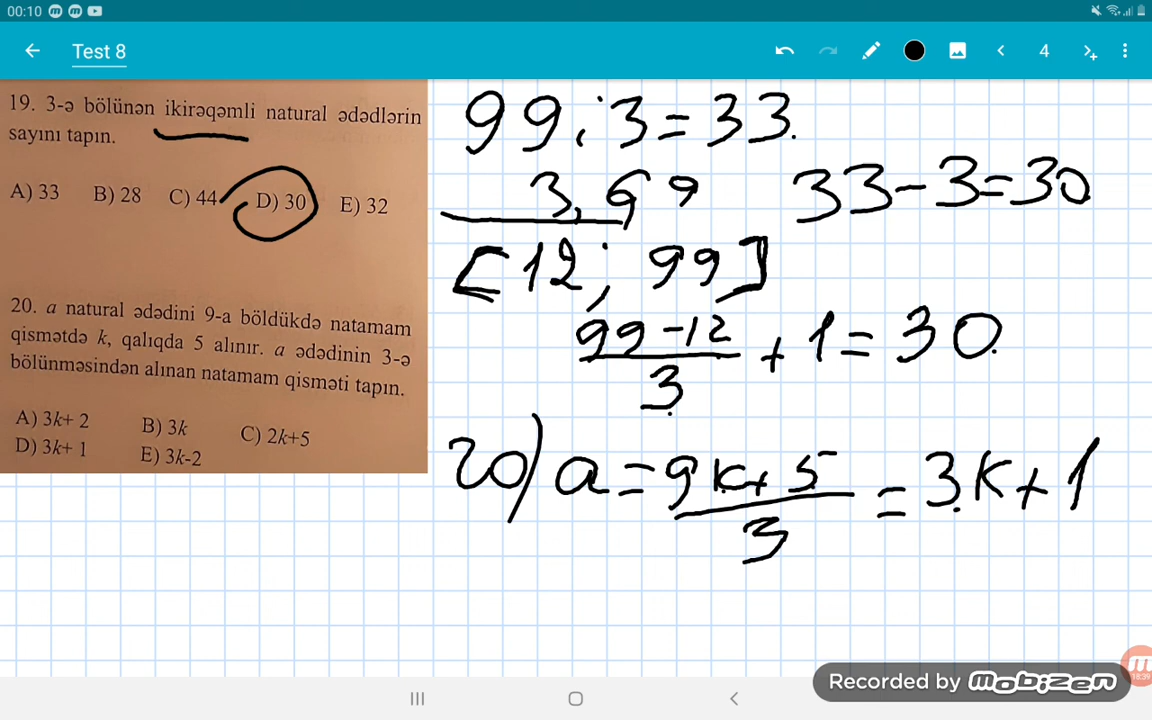 00:10
Test 8
4
19. 3-ə bölünən ikirəqəmli natural ədədlərin
sayını tapın.
A) 33 B) 28 C) 44 D) 30 E) 32
20. a natural ədədini 9-a böldükdə natamam
qismətdə k, qalıqda 5 alınır. a ədədinin 3-ə
bölünməsindən alınan natamam qisməti tapın.
A) 3k+ 2 B) 3k C) 2k+5
D) 3k+ 1 E) 3k-2
99:3=33.
3, 6, 9 33-3=30
[12; 99]
99-12
3
+ 1= 30
20) a= 9k+5
3
= 3k+1
Recorded by mobizen
18:39